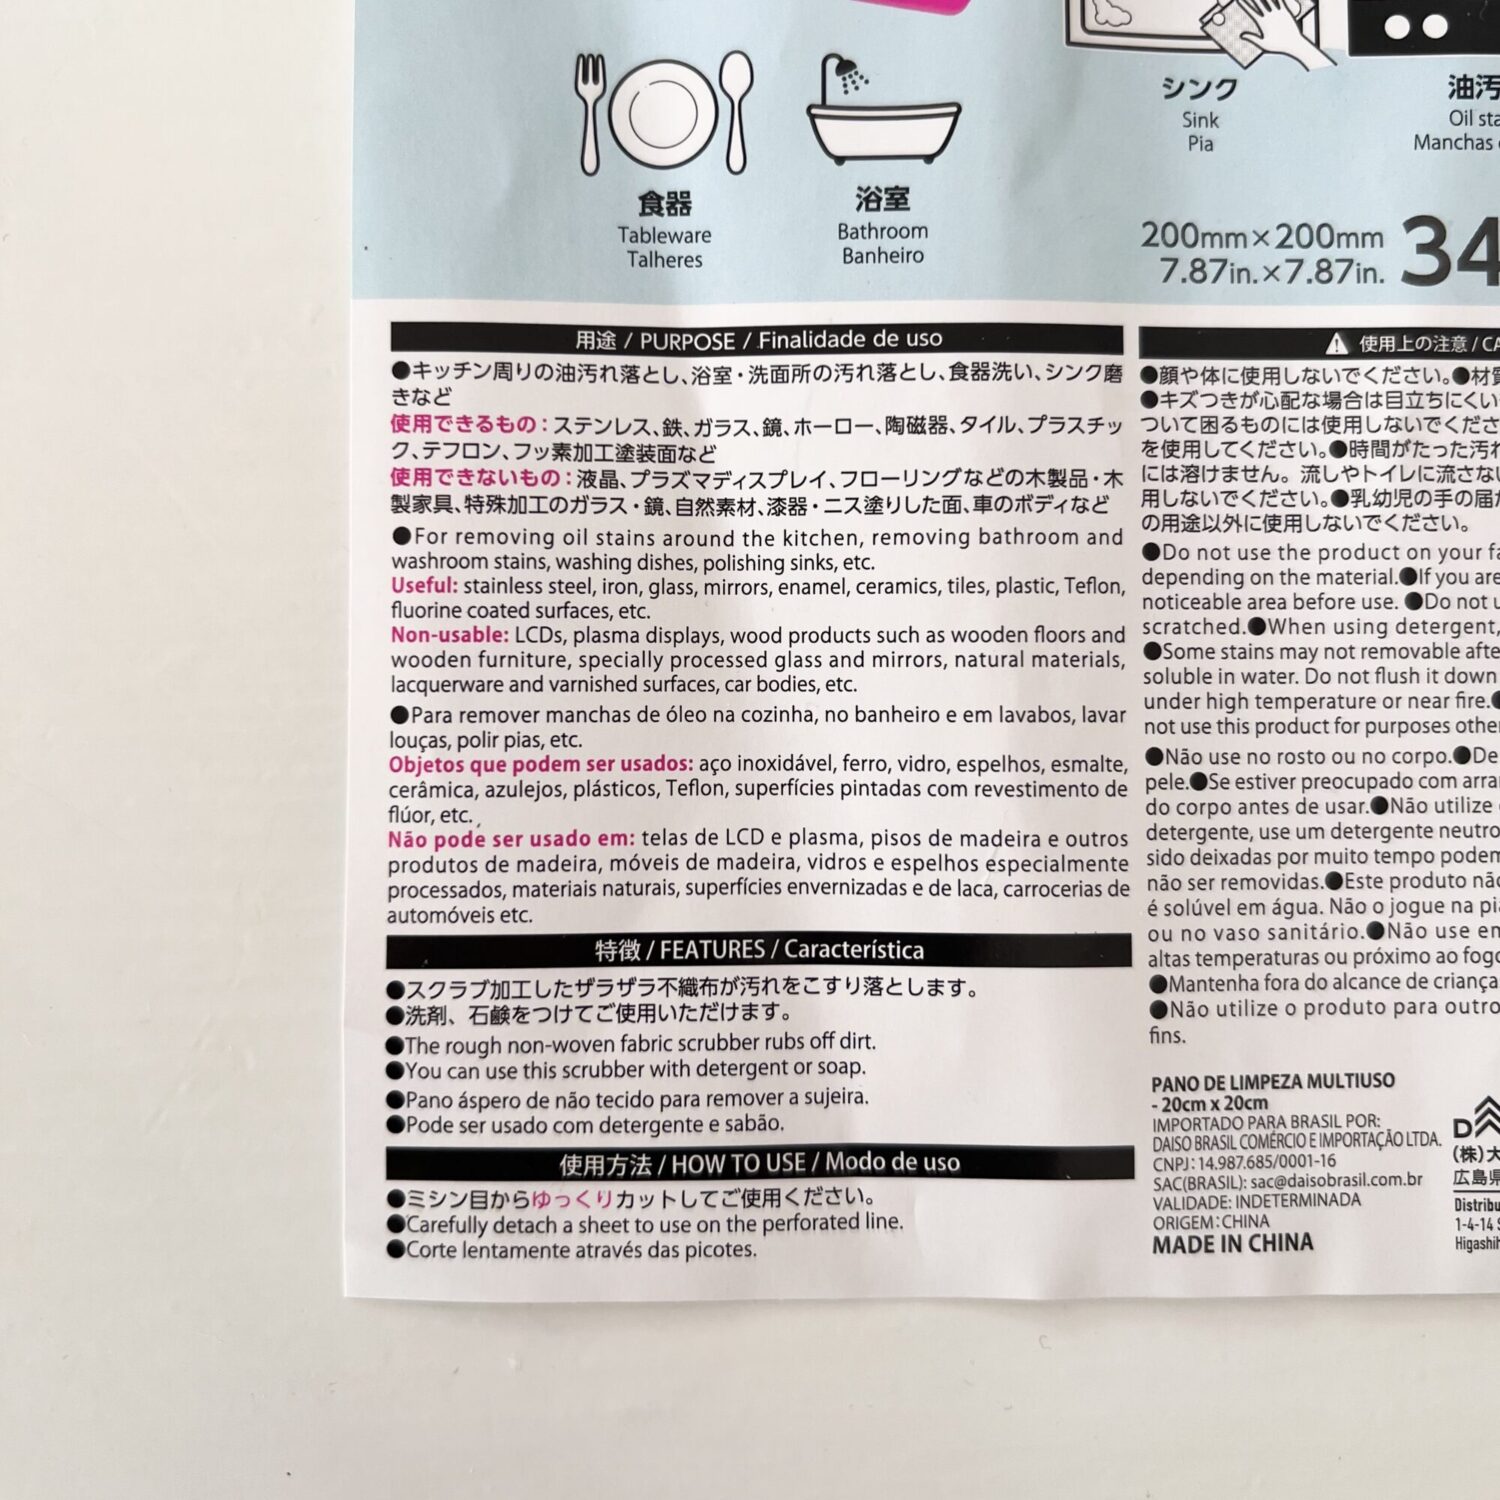 食器
Tableware
Talheres
浴室
Bathroom
Banheiro
シンク
Sink
Pia
油汚
Oil
Manchas
200mm×200mm
7.87in.×7.87in.
34
用途 / PURPOSE / Finalidade de uso
●キッチン周りの油汚れ落とし、浴室・洗面所の汚れ落とし、食器洗い、シンク磨
きなど
使用できるもの：ステンレス、鉄、ガラス、鏡、ホーロー、陶磁器、タイル、プラスチッ
ク、テフロン、フッ素加工塗装面など
使用できないもの：液晶、プラズマディスプレイ、フローリングなどの木製品・木
製家具、特殊加工のガラス・鏡、自然素材、漆器・ニス塗りした面、車のボディなど
●For removing oil stains around the kitchen, removing bathroom and
washroom stains, washing dishes, polishing sinks, etc.
Useful: stainless steel, iron, glass, mirrors, enamel, ceramics, tiles, plastic, Teflon,
fluorine coated surfaces, etc.
Non-usable: LCDs, plasma displays, wood products such as wooden floors and
wooden furniture, specially processed glass and mirrors, natural materials,
lacquerware and varnished surfaces, car bodies, etc.
●Para remover manchas de óleo na cozinha, no banheiro e em lavabos, lavar
louças, polir pias, etc.
Objetos que podem ser usados: aço inoxidável, ferro, vidro, espelhos, esmalte,
cerâmica, azulejos, plásticos, Teflon, superfícies pintadas com revestimento de
flúor, etc.
Não pode ser usado em: telas de LCD e plasma, pisos de madeira e outros
produtos de madeira, móveis de madeira, vidros e espelhos especialmente
processados, materiais naturais, superfícies envernizadas e de laca, carrocerias de
automóveis etc.
特徴 / FEATURES / Característica
●スクラブ加工したザラザラ不織布が汚れをこすり落とします。
●洗剤、石鹸をつけてご使用いただけます。
●The rough non-woven fabric scrubber rubs off dirt.
●You can use this scrubber with detergent or soap.
●Pano áspero de não tecido para remover a sujeira.
●Pode ser usado com detergente e sabão.
使用方法 / HOW TO USE / Modo de uso
●ミシン目からゆっくりカットしてご使用ください。
●Carefully detach a sheet to use on the perforated line.
●Corte lentamente através das picotes.
使用上の注意 / CA
●顔や体に使用しないでください。●材質
●キズつきが心配な場合は目立ちにくい
ついて困るものには使用しないでくださ
を使用してください。●時間がたった汚れ
には溶けません。流しやトイレに流さない
用しないでください。●乳幼児の手の届か
の用途以外に使用しないでください。
●Do not use the product on your fa
depending on the material.●If you are
noticeable area before use. ●Do not u
scratched.●When using detergent,
●Some stains may not removable afte
soluble in water. Do not flush it down
under high temperature or near fire.●
not use this product for purposes othe
●Não use no rosto ou no corpo.●De
pele.●Se estiver preocupado com arra
do corpo antes de usar.●Não utilize
detergente, use um detergente neutro
sido deixadas por muito tempo podem
não ser removidas.●Este produto não
é solúvel em água. Não o jogue na pia
ou no vaso sanitário.●Não use em
altas temperaturas ou próximo ao fogo
●Mantenha fora do alcance de criança
●Não utilize o produto para outro
fins.
PANO DE LIMPEZA MULTIUSO
- 20cm x 20cm
IMPORTADO PARA BRASIL POR:
DAISO BRASIL COMÉRCIO E IMPORTAÇÃO LTDA.
CNPJ: 14.987.685/0001-16
SAC(BRASIL): sac@daisobrasil.com.br
VALIDADE: INDETERMINADA
ORIGEM: CHINA
MADE IN CHINA
D
(株)大
広島県
Distribu
1-4-14 S
Higashih